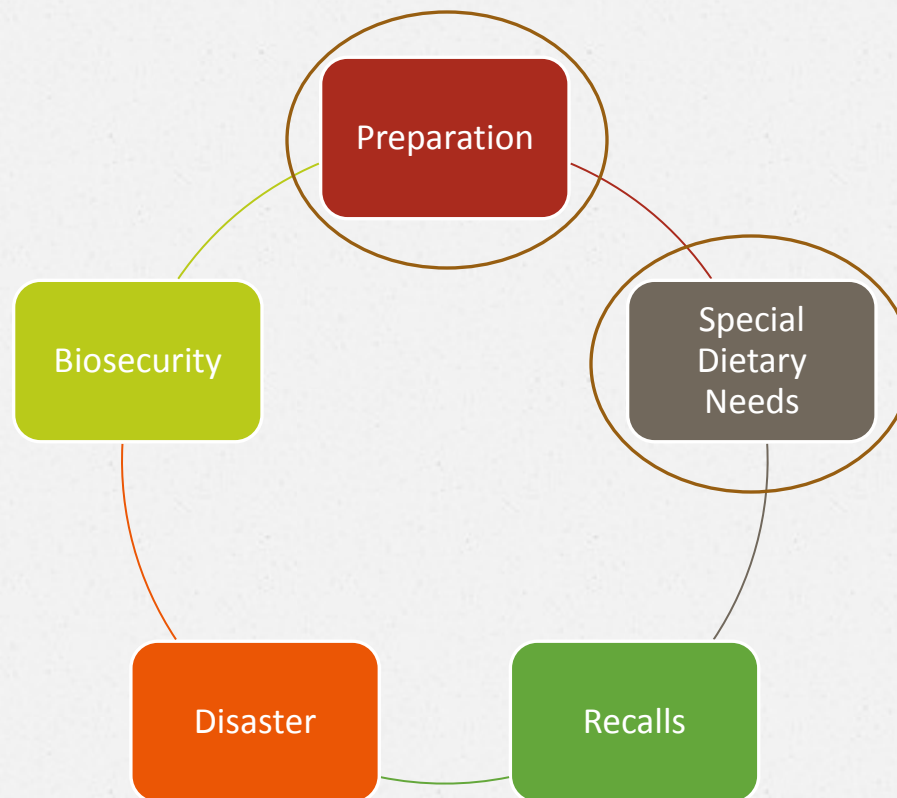 Preparation
Special
Dietary
Needs
Recalls
Disaster
Biosecurity